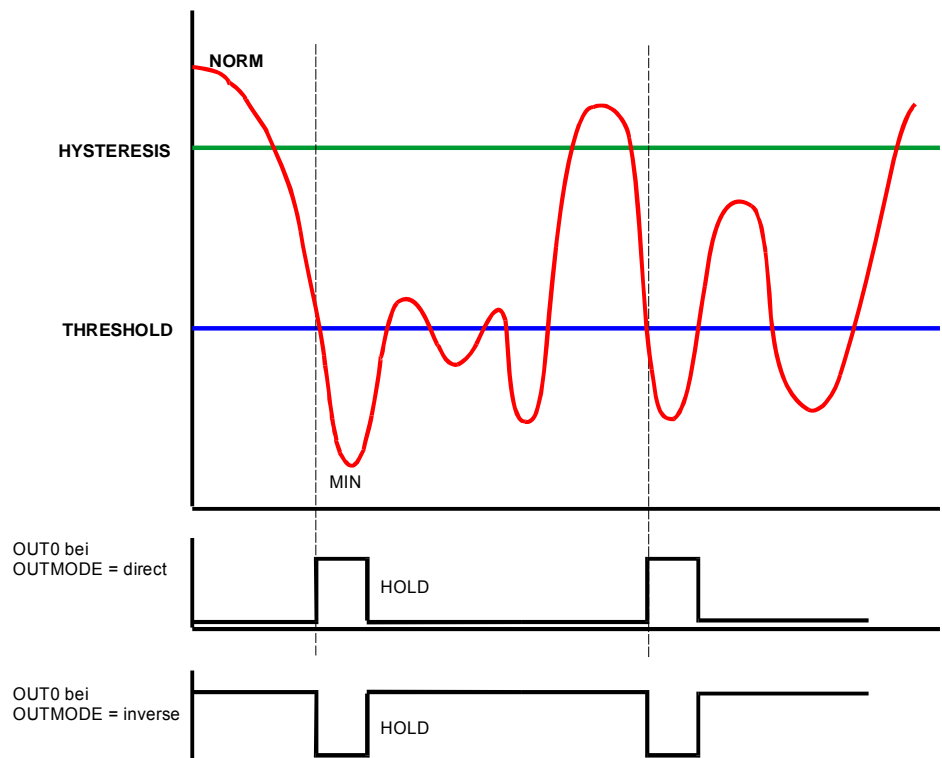 NORM
HYSTERESIS
THRESHOLD
MIN
OUT0 bei
OUTMODE = direct
HOLD
OUT0 bei
OUTMODE = inverse
HOLD